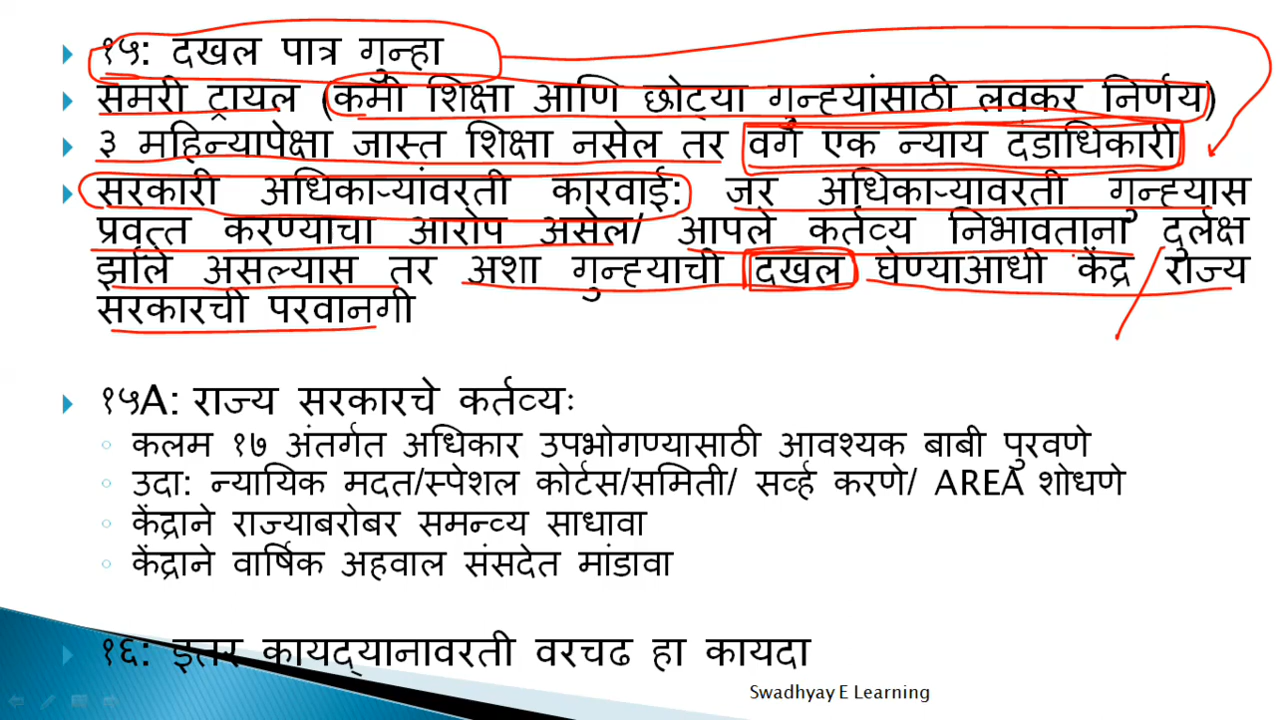 १५: दखल पात्र गुन्हा
समरी ट्रायल (कमी शिक्षा आणि छोट्या गुन्ह्यांसाठी लवकर निर्णय)
३ महिन्यापेक्षा जास्त शिक्षा नसेल तर वर्ग एक न्याय दंडाधिकारी
सरकारी अधिकाऱ्यांवरती कारवाई: जर अधिकाऱ्यावरती गुन्ह्यास
प्रवत्त करण्याचा आरोप असेल/ आपले कर्तव्य निभावताना दुर्लक्ष
झाले असल्यास तर अशा गुन्ह्याची दखल घेण्याआधी केंद्र राज्य
सरकारची परवानगी
१५A: राज्य सरकारचे कर्तव्यः
कलम १७ अंतर्गत अधिकार उपभोगण्यासाठी आवश्यक बाबी पुरवणे
उदा: न्यायिक मदत/स्पेशल कोर्टस/समिती/ सर्व्ह करणे/ AREA शोधणे
केंद्राने राज्याबरोबर समन्व्य साधावा
केंद्राने वार्षिक अहवाल संसदेत मांडावा
१६: इतर कायद्यानावरती वरचढ हा कायदा
Swadhyay E Learning